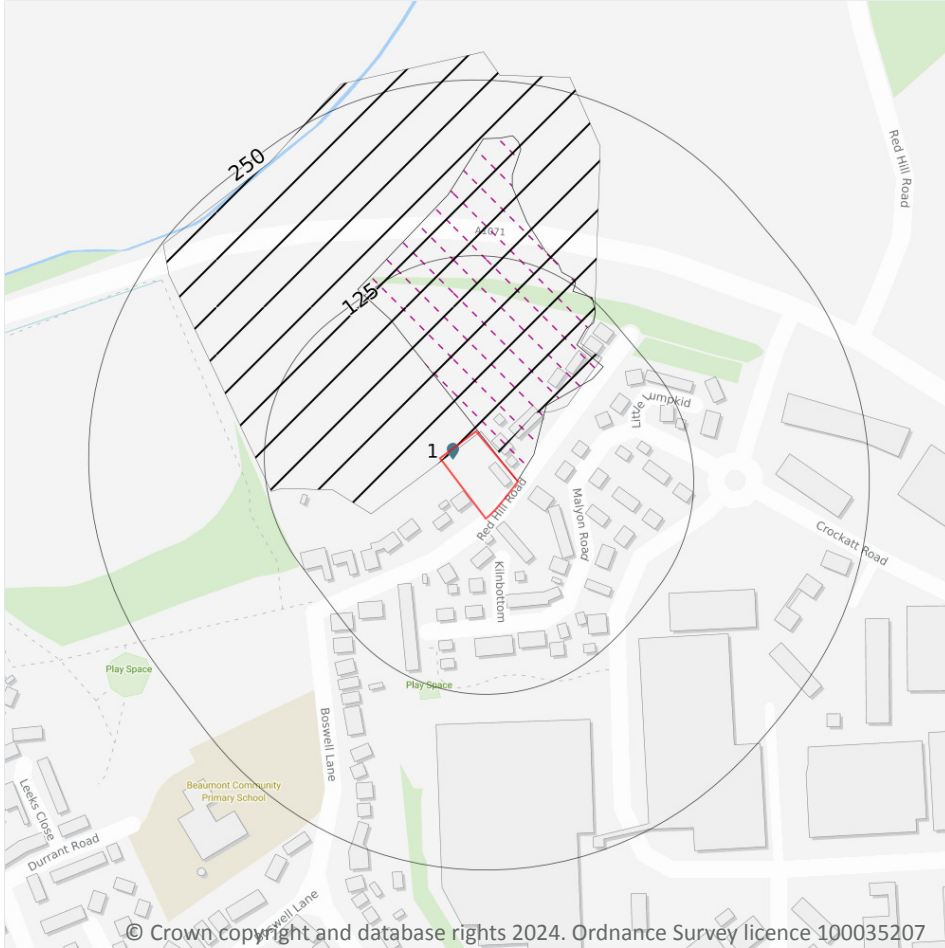 250
Red Hill Road
A1071
125
Little Lumpkid
1
Red Hill Road
Malyon Road
Crockatt Road
Kilnbottom
Play Space
Play Space
Boswell Lane
Beaumont Community
Primary School
Leeks Close
Durrant Road
Boswell Lane
© Crown copyright and database rights 2024. Ordnance Survey licence 100035207